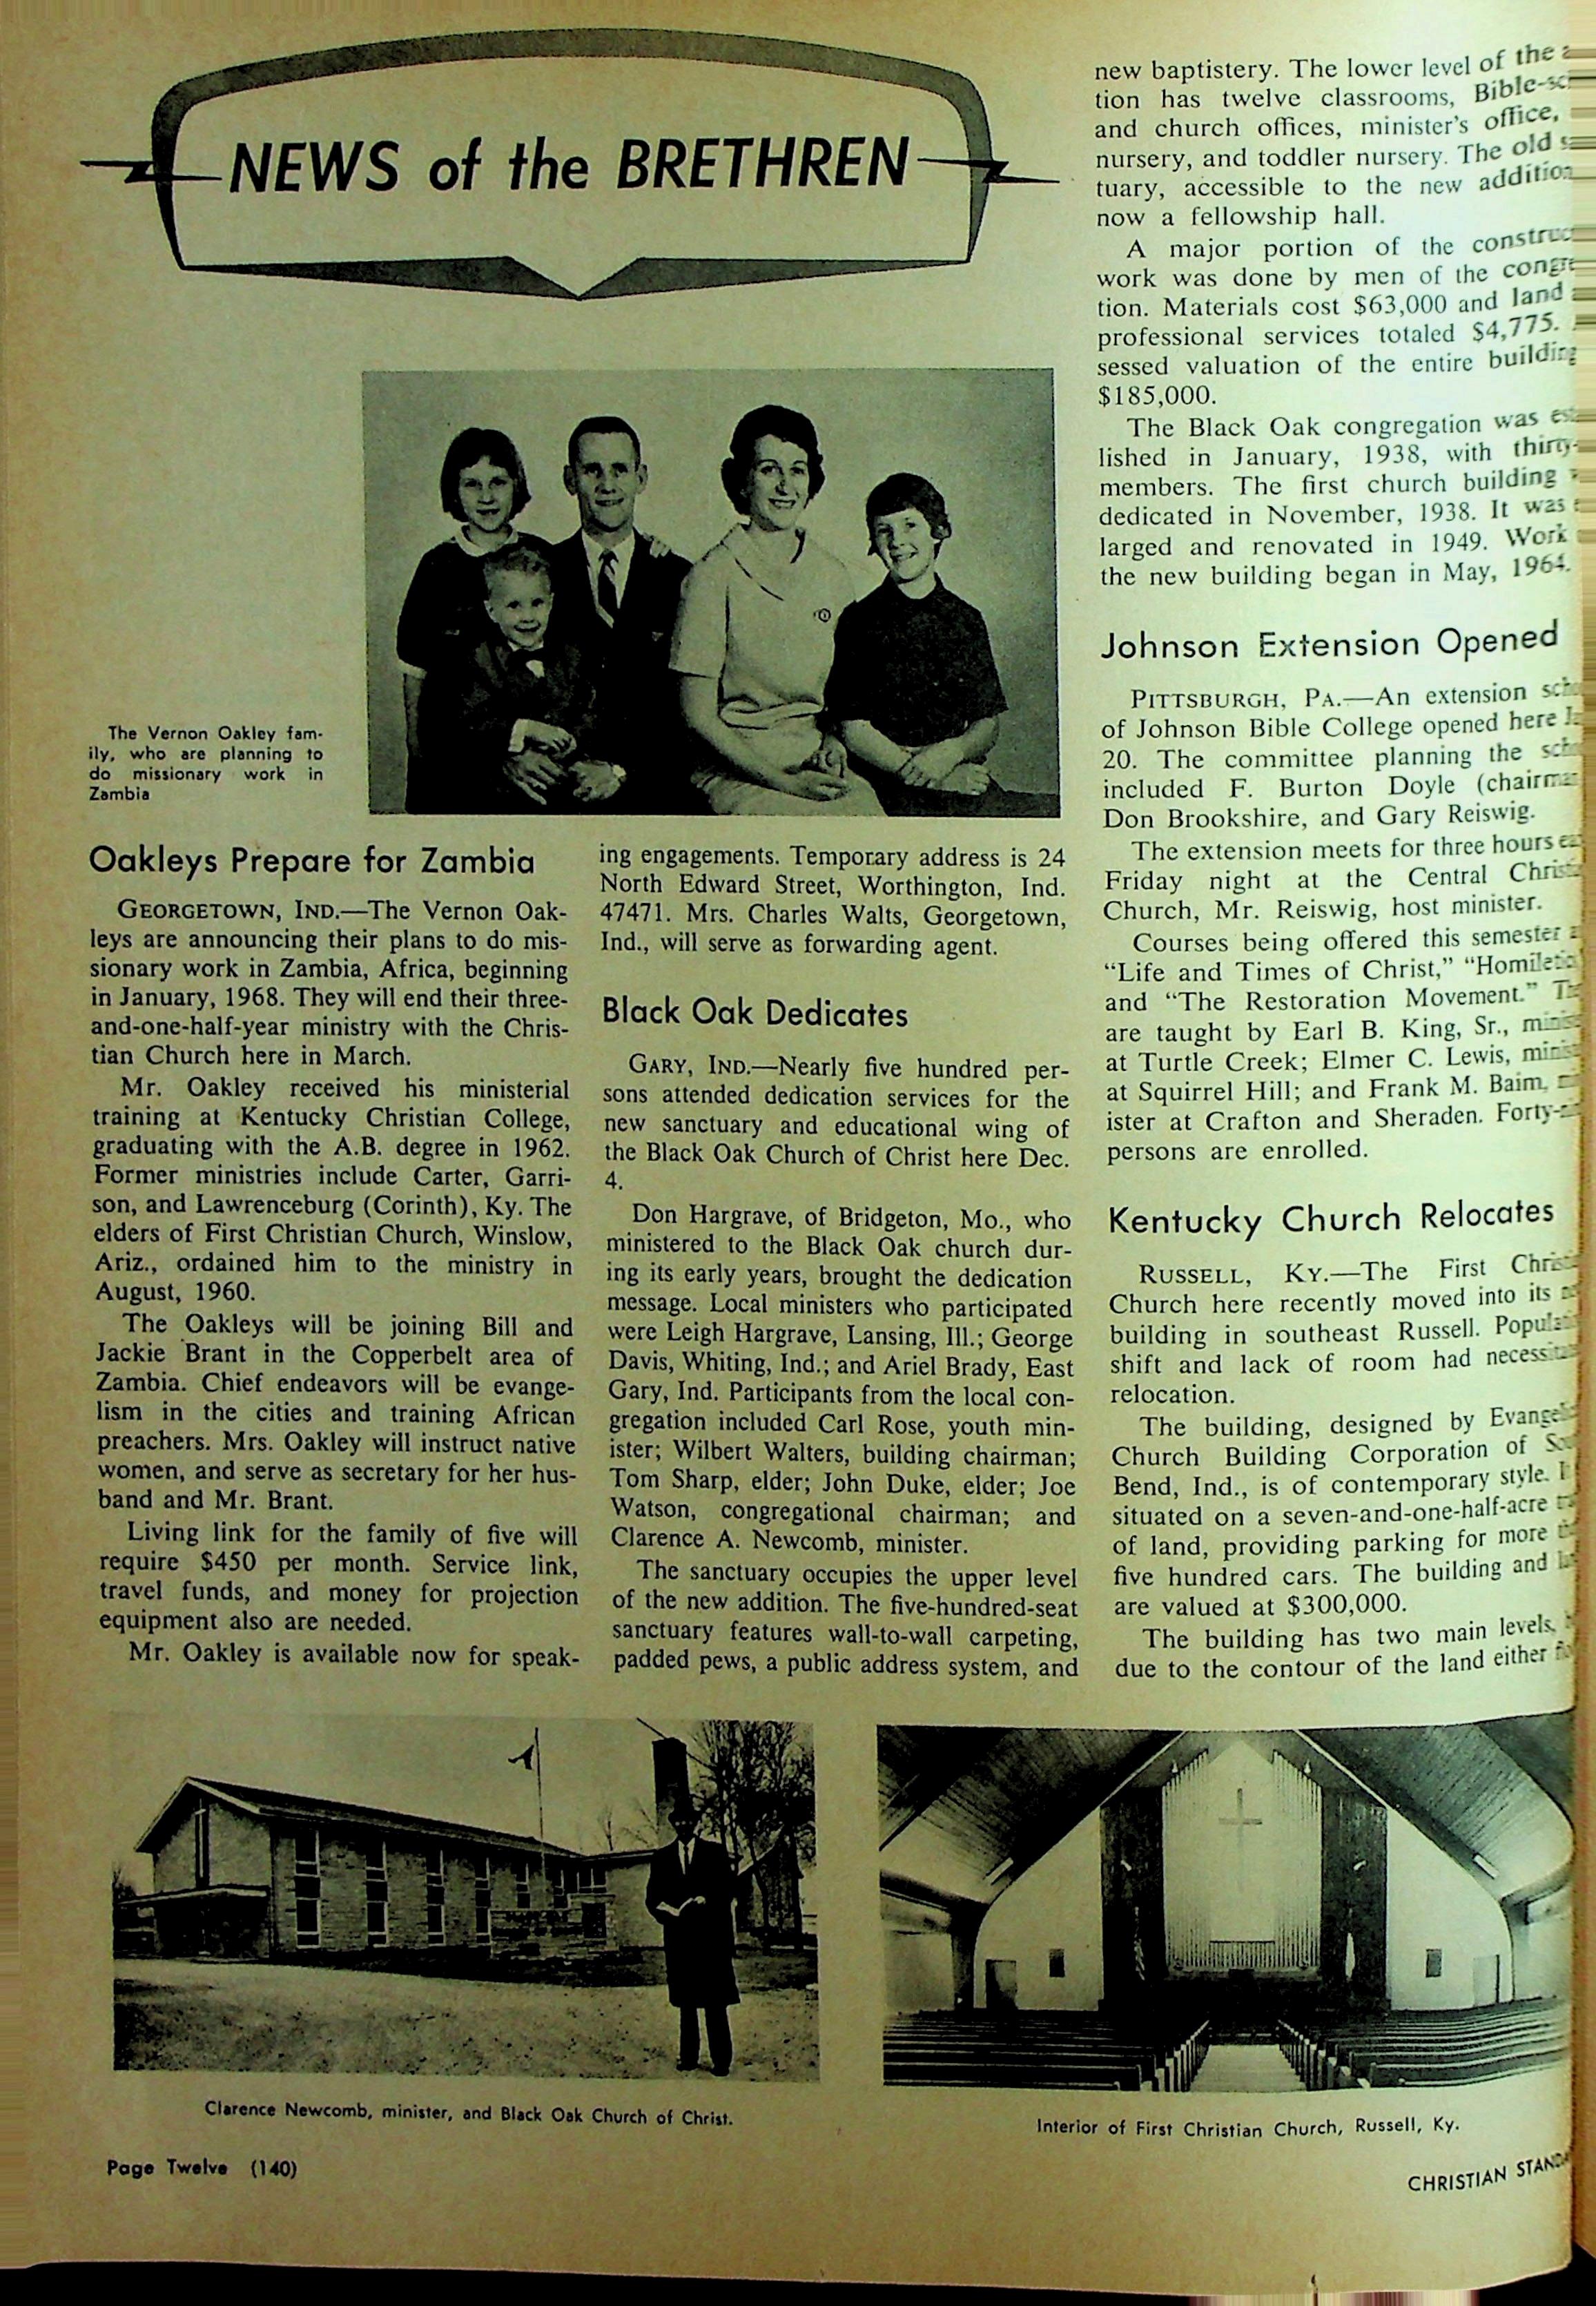 NEWS of the BRETHREN
The Vernon Oakley fam-
ily, who are planning to
do missionary work in
Zambia
Oakleys Prepare for Zambia
GEORGETOWN, IND.—The Vernon Oak-
leys are announcing their plans to do mis-
sionary work in Zambia, Africa, beginning
in January, 1968. They will end their three-
and-one-half-year ministry with the Chris-
tian Church here in March.
Mr. Oakley received his ministerial
training at Kentucky Christian College,
graduating with the A.B. degree in 1962.
Former ministries include Carter, Garri-
son, and Lawrenceburg (Corinth), Ky. The
elders of First Christian Church, Winslow,
Ariz., ordained him to the ministry in
August, 1960.
The Oakleys will be joining Bill and
Jackie Brant in the Copperbelt area of
Zambia. Chief endeavors will be evange-
lism in the cities and training African
preachers. Mrs. Oakley will instruct native
women, and serve as secretary for her hus-
band and Mr. Brant.
Living link for the family of five will
require $450 per month. Service link,
travel funds, and money for projection
equipment also are needed.
Mr. Oakley is available now for speak-
ing engagements. Temporary address is 24
North Edward Street, Worthington, Ind.
47471. Mrs. Charles Walts, Georgetown,
Ind., will serve as forwarding agent.
Black Oak Dedicates
GARY, IND.—Nearly five hundred per-
sons attended dedication services for the
new sanctuary and educational wing of
the Black Oak Church of Christ here Dec.
4.
Don Hargrave, of Bridgeton, Mo., who
ministered to the Black Oak church dur-
ing its early years, brought the dedication
message. Local ministers who participated
were Leigh Hargrave, Lansing, Ill.; George
Davis, Whiting, Ind.; and Ariel Brady, East
Gary, Ind. Participants from the local con-
gregation included Carl Rose, youth min-
ister; Wilbert Walters, building chairman;
Tom Sharp, elder; John Duke, elder; Joe
Watson, congregational chairman; and
Clarence A. Newcomb, minister.
The sanctuary occupies the upper level
of the new addition. The five-hundred-seat
sanctuary features wall-to-wall carpeting,
padded pews, a public address system, and
new baptistery. The lower level of the
tion has twelve classrooms,
and church offices, minister's office,
nursery, and toddler nursery. The old
tuary, accessible to the new addition
now a fellowship hall.
A major portion of the
work was done by men of the
tion. Materials cost $63,000 and land
professional services totaled $4,775.
sessed valuation of the entire building
$185,000.
The Black Oak congregation was
lished in January, 1938, with
members. The first church building
dedicated in November, 1938. It was
larged and renovated in 1949. Work
the new building began in May, 1964.
Johnson Extension Opened
PITTSBURGH, PA.—An extension
of Johnson Bible College opened here
20. The committee planning the
included F. Burton Doyle
Don Brookshire, and Gary Reiswig.
The extension meets for three hours
Friday night at the Central
Church, Mr. Reiswig, host minister.
Courses being offered this semester
"Life and Times of Christ,"
and "The Restoration Movement."
are taught by Earl B. King, Sr.,
at Turtle Creek; Elmer C. Lewis,
at Squirrel Hill; and Frank M. Baim,
ister at Crafton and Sheraden.
persons are enrolled.
Kentucky Church Relocates
RUSSELL, KY.—The First
Church here recently moved into its
building in southeast Russell.
shift and lack of room had
relocation.
The building, designed by
Church Building Corporation of
Bend, Ind., is of contemporary style.
situated on a seven-and-one-half-acre
of land, providing parking for more
five hundred cars. The building and
are valued at $300,000.
The building has two main levels,
due to the contour of the land either
Clarence Newcomb, minister, and Black Oak Church of Christ.
Interior of First Christian Church, Russell, Ky.
Page Twelve (140)
CHRISTIAN